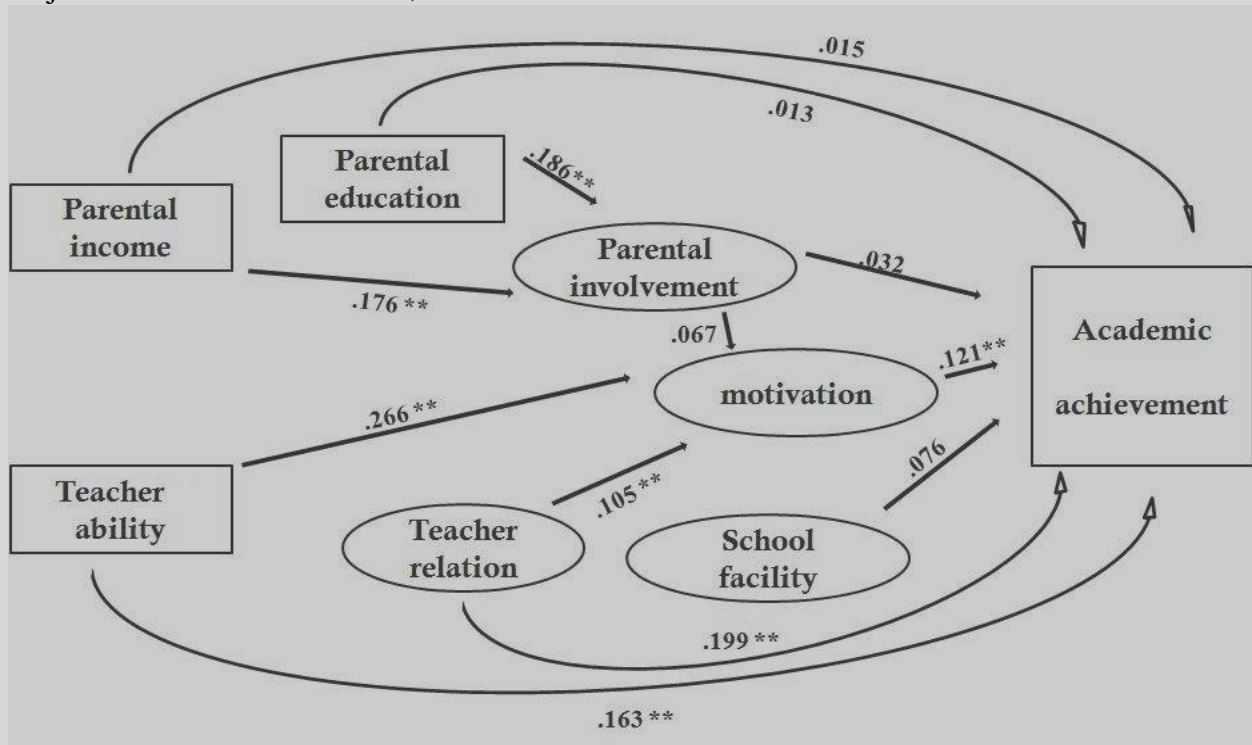 .015
.013
Parental
education
.186**
Parental
income
Parental
involvement
.032
.176 **
.067
Academic
achievement
.121**
motivation
.266 **
.076
.105 **
Teacher
ability
Teacher
relation
School
facility
.199 **
.163 **